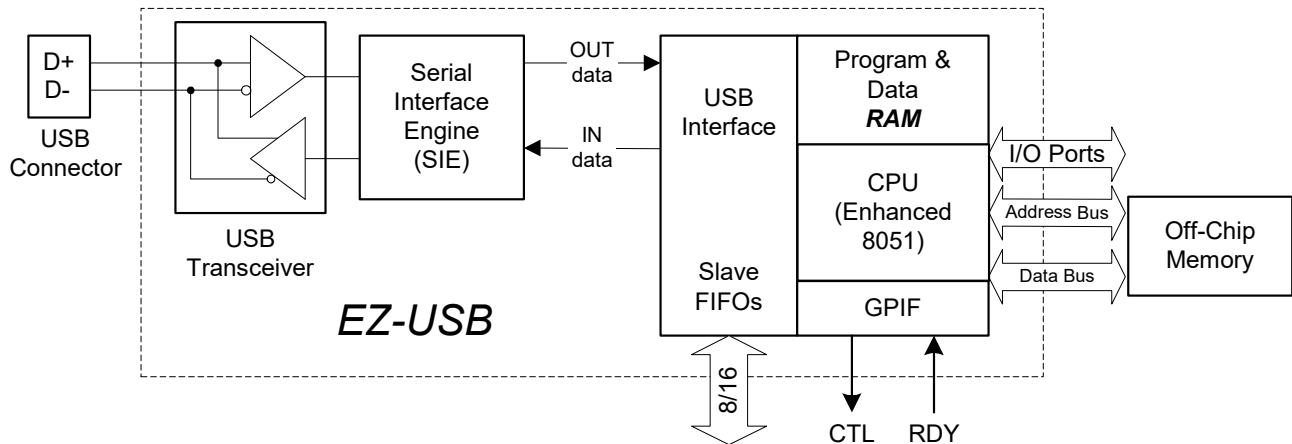 D+
D-
USB
Connector
USB
Transceiver
Serial
Interface
Engine
(SIE)
OUT
data
IN
data
USB
Interface
Slave
FIFOs
Program &
Data
RAM
CPU
(Enhanced
8051)
GPIF
I/O Ports
Address Bus
Data Bus
Off-Chip
Memory
EZ-USB
8/16
CTL
RDY